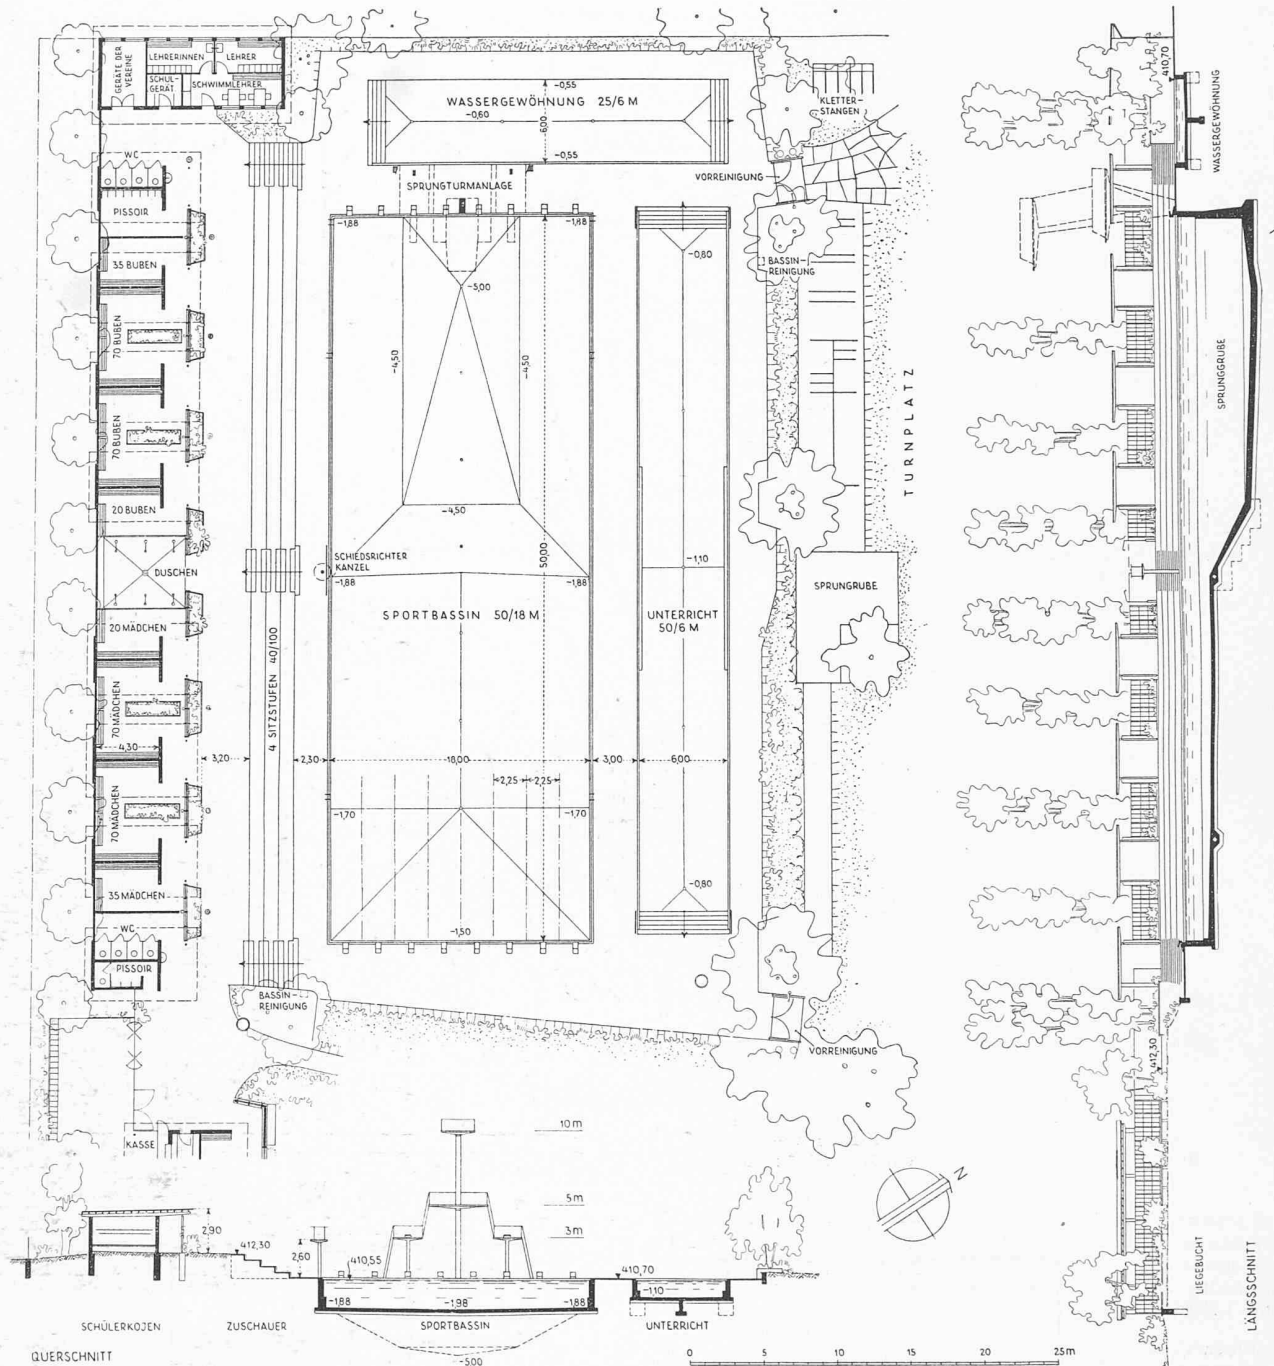 GERÄTE DER
VEREINE
LEHRERINNEN
LEHRER
SCHUL-
GERÄT.
SCHWIMMLEHRER
WASSERGEWÖHNUNG 25/6 M
-0,55
-0,60
6.00
-0,55
KLETTER-
STANGEN
VORREINIGUNG
SPRUNGTURMANLAGE
WC
PISSOIR
35 BUBEN
70 BUBEN
70 BUBEN
20 BUBEN
DUSCHEN
20 MÄDCHEN
70 MÄDCHEN
4,30
70 MÄDCHEN
35 MÄDCHEN
WC
PISSOIR
KASSE
4 SITZSTUFEN 40/100
3,20
2,30
18,00
3,00
6,00
-1,88
-1,88
-5,00
-4,50
-4,50
-4,50
50,00
SCHIEDSRICHTER
KANZEL
-1,88
-1,88
SPORTBASSIN 50/18 M
2,25
2,25
-1,70
-1,70
-1,50
-0,80
-1,10
UNTERRICHT
50/6 M
-0,80
BASSIN-
REINIGUNG
TURNPLATZ
SPRUNGRUBE
BASSIN-
REINIGUNG
VORREINIGUNG
N
410,70
WASSERGEWÖHNUNG
SPRUNGGRUBE
412,30
LIEGEBUCHT
LÄNGSSCHNITT
10 m
5 m
3 m
2,90
412,30
2,60
410,55
410,70
-1,88
-1,98
-1,88
-1,10
SCHÜLERKOJEN
ZUSCHAUER
SPORTBASSIN
UNTERRICHT
QUERSCHNITT
-5,00
0 5 10 15 20 25 m